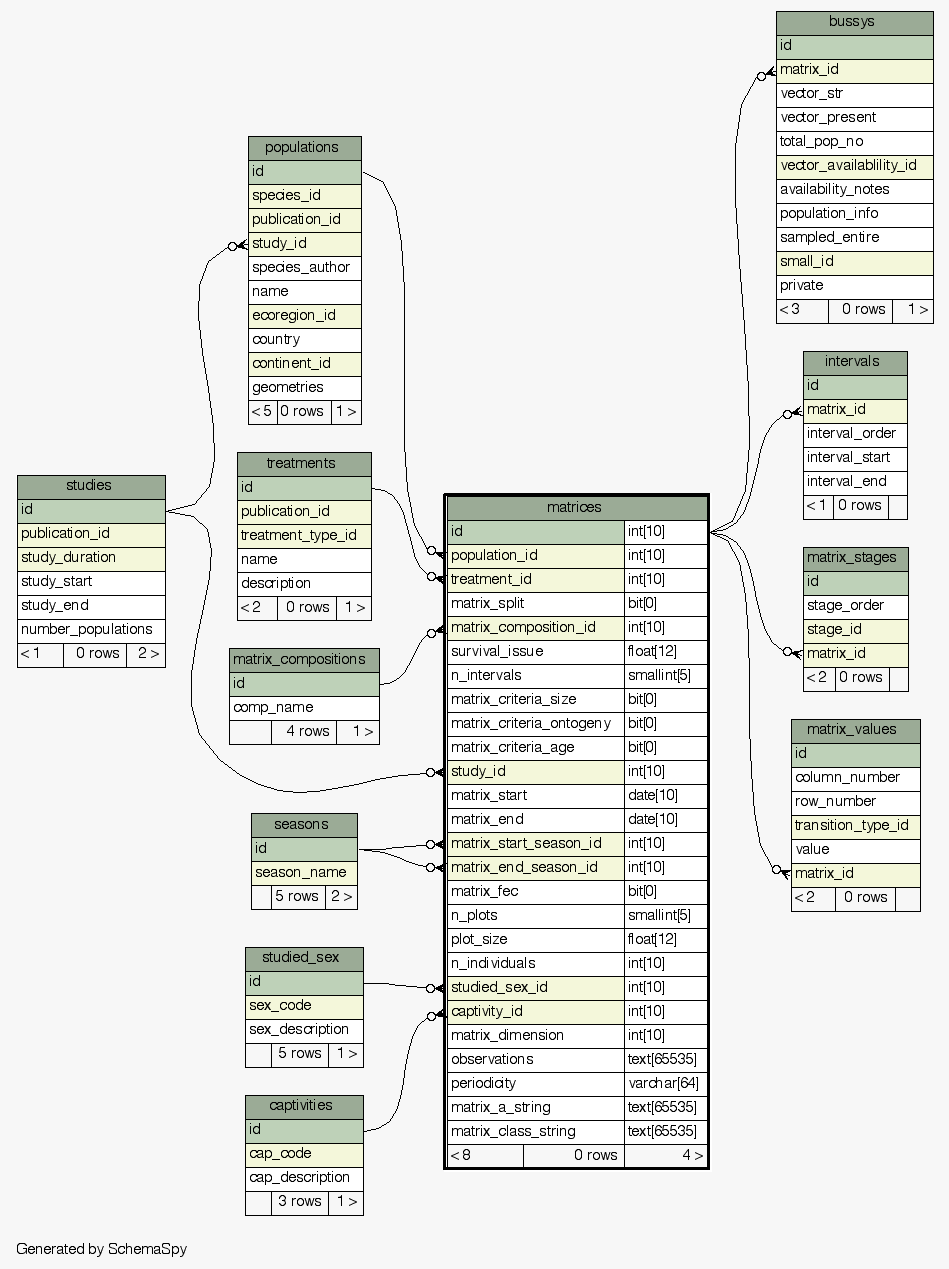 bussys
id
matrix_id
vector_str
vector_present
total_pop_no
vector_availablility_id
availability_notes
population_info
sampled_entire
small_id
private
< 3 0 rows 1 >
populations
id
species_id
publication_id
study_id
species_author
name
ecoregion_id
country
continent_id
geometries
< 5 0 rows 1 >
intervals
id
matrix_id
interval_order
interval_start
interval_end
< 1 0 rows
treatments
id
publication_id
treatment_type_id
name
description
< 2 0 rows 1 >
studies
id
publication_id
study_duration
study_start
study_end
number_populations
< 1 0 rows 2 >
matrices
id int[10]
population_id int[10]
treatment_id int[10]
matrix_split bit[0]
matrix_composition_id int[10]
survival_issue float[12]
n_intervals smallint[5]
matrix_criteria_size bit[0]
matrix_criteria_ontogeny bit[0]
matrix_criteria_age bit[0]
study_id int[10]
matrix_start date[10]
matrix_end date[10]
matrix_start_season_id int[10]
matrix_end_season_id int[10]
matrix_fec bit[0]
n_plots smallint[5]
plot_size float[12]
n_individuals int[10]
studied_sex_id int[10]
captivity_id int[10]
matrix_dimension int[10]
observations text[65535]
periodicity varchar[64]
matrix_a_string text[65535]
matrix_class_string text[65535]
< 8 0 rows 4 >
matrix_stages
id
stage_order
stage_id
matrix_id
< 2 0 rows
matrix_compositions
id
comp_name
4 rows 1 >
matrix_values
id
column_number
row_number
transition_type_id
value
matrix_id
< 2 0 rows
seasons
id
season_name
5 rows 2 >
studied_sex
id
sex_code
sex_description
5 rows 1 >
captivities
id
cap_code
cap_description
3 rows 1 >
Generated by SchemaSpy